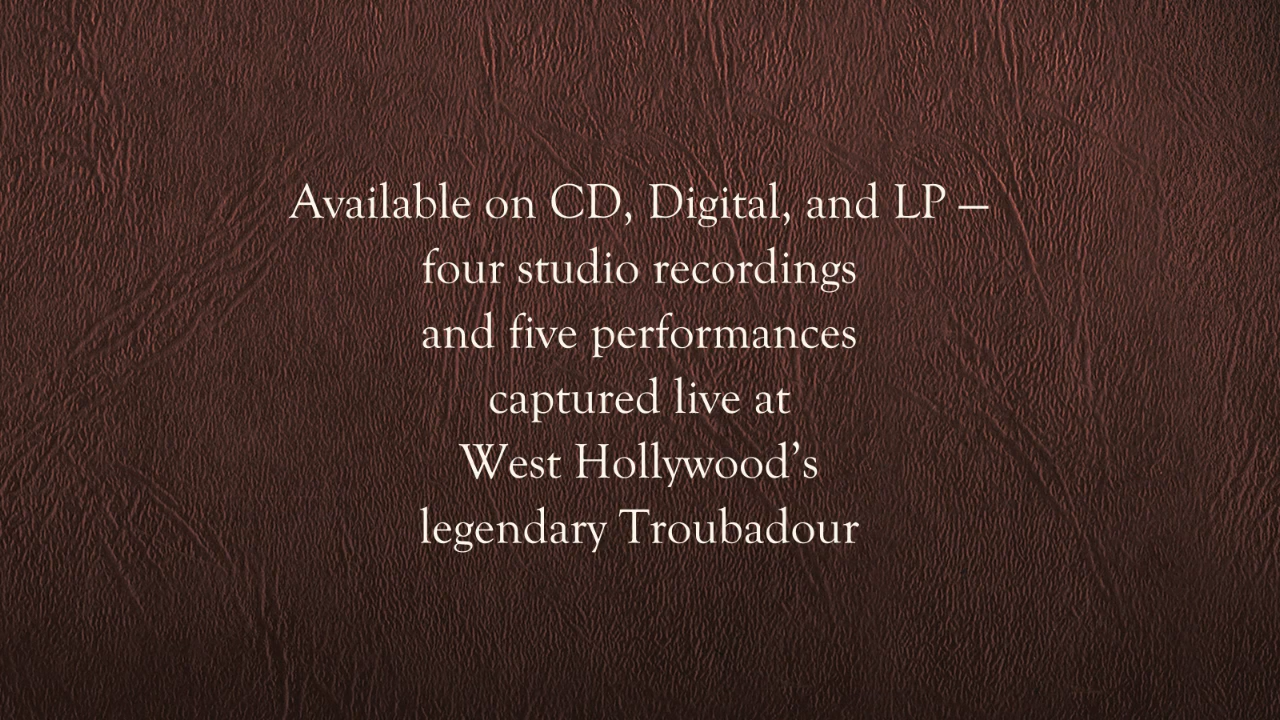 Available on CD, Digital, and LP –
four studio recordings
and five performances
captured live at
West Hollywood’s
legendary Troubadour